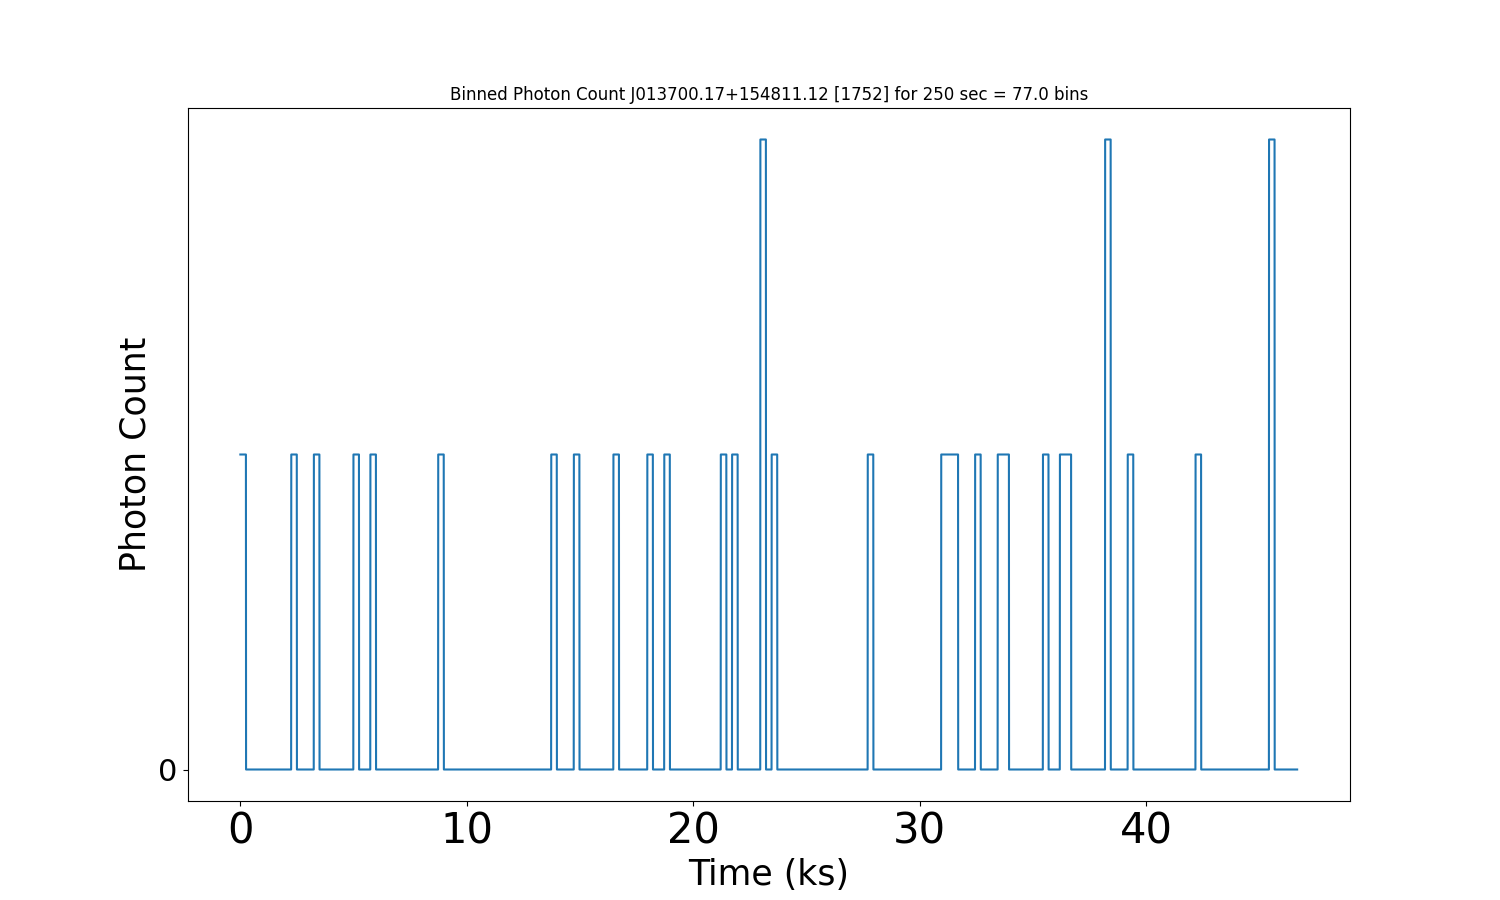 Binned Photon Count J013700.17+154811.12 [1752] for 250 sec = 77.0 bins
Photon Count
0
0 10 20 30 40
Time (ks)